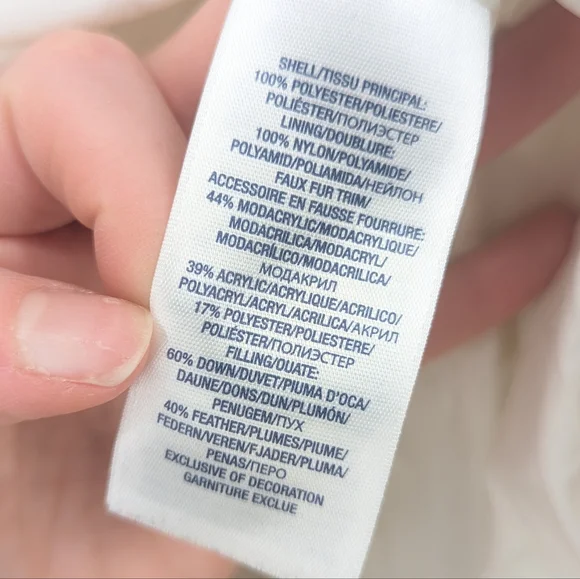 SHELL/TISSU PRINCIPAL:
100% POLYESTER/POLIESTERE/
POLIÉSTER/ПОЛИЭСТЕР
LINING/DOUBLURE:
100% NYLON/POLYAMIDE/
POLYAMID/POLIAMIDA/НЕЙЛОН
FAUX FUR TRIM/
ACCESSOIRE EN FAUSSE FOURRURE:
44% MODACRYLIC/MODACRYLIQUE/
MODACRILICA/MODACRYL/
MODACRÍLICO/MODACRILICA/
МОДАКРИЛ
39% ACRYLIC/ACRYLIQUE/ACRILICO/
POLYACRYL/ACRYL/ACRILICA/АКРИЛ
17% POLYESTER/POLIESTERE/
POLIÉSTER/ПОЛИЭСТЕР
FILLING/OUATE:
60% DOWN/DUVET/PIUMA D'OCA/
DAUNE/DONS/DUN/PLUMÓN/
PENUGEM/ПУХ
40% FEATHER/PLUMES/PIUME/
FEDERN/VEREN/FJADER/PLUMA/
PENAS/ПЕРО
EXCLUSIVE OF DECORATION
GARNITURE EXCLUE